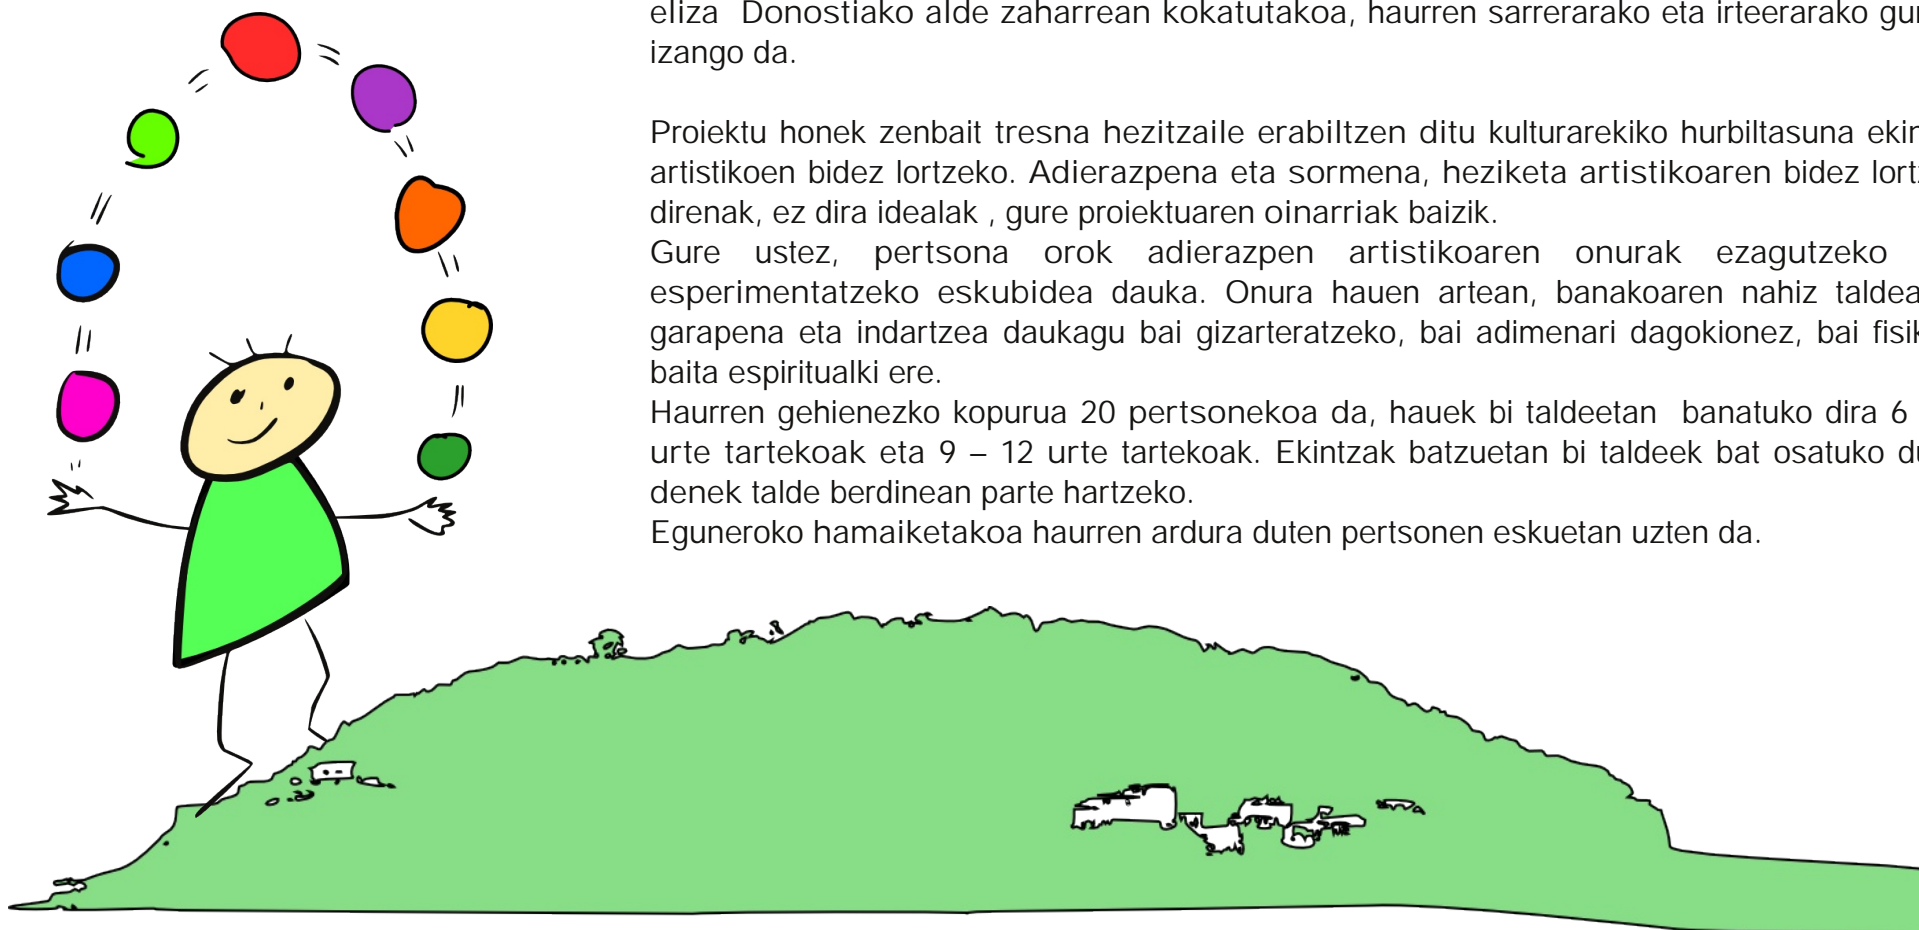 eliza Donostiako alde zaharrean kokatutakoa, haurren sarrerarako eta irteerarako
izango da.
Proiektu honek zenbait tresna hezitzaile erabiltzen ditu kulturarekiko hurbiltasuna
artistikoen bidez lortzeko. Adierazpena eta sormena, heziketa artistikoaren bidez
direnak, ez dira idealak , gure proiektuaren oinarriak baizik.
Gure ustez, pertsona orok adierazpen artistikoaren onurak ezagutzeko
esperimentatzeko eskubidea dauka. Onura hauen artean, banakoaren nahiz
garapena eta indartzea daukagu bai gizarteratzeko, bai adimenari dagokionez, bai
baita espiritualki ere.
Haurren gehienezko kopurua 20 pertsonekoa da, hauek bi taldeetan banatuko dira 6
urte tartekoak eta 9 – 12 urte tartekoak. Ekintzak batzuetan bi taldeek bat osatuko
denek talde berdinean parte hartzeko.
Eguneroko hamaiketakoa haurren ardura duten pertsonen eskuetan uzten da.